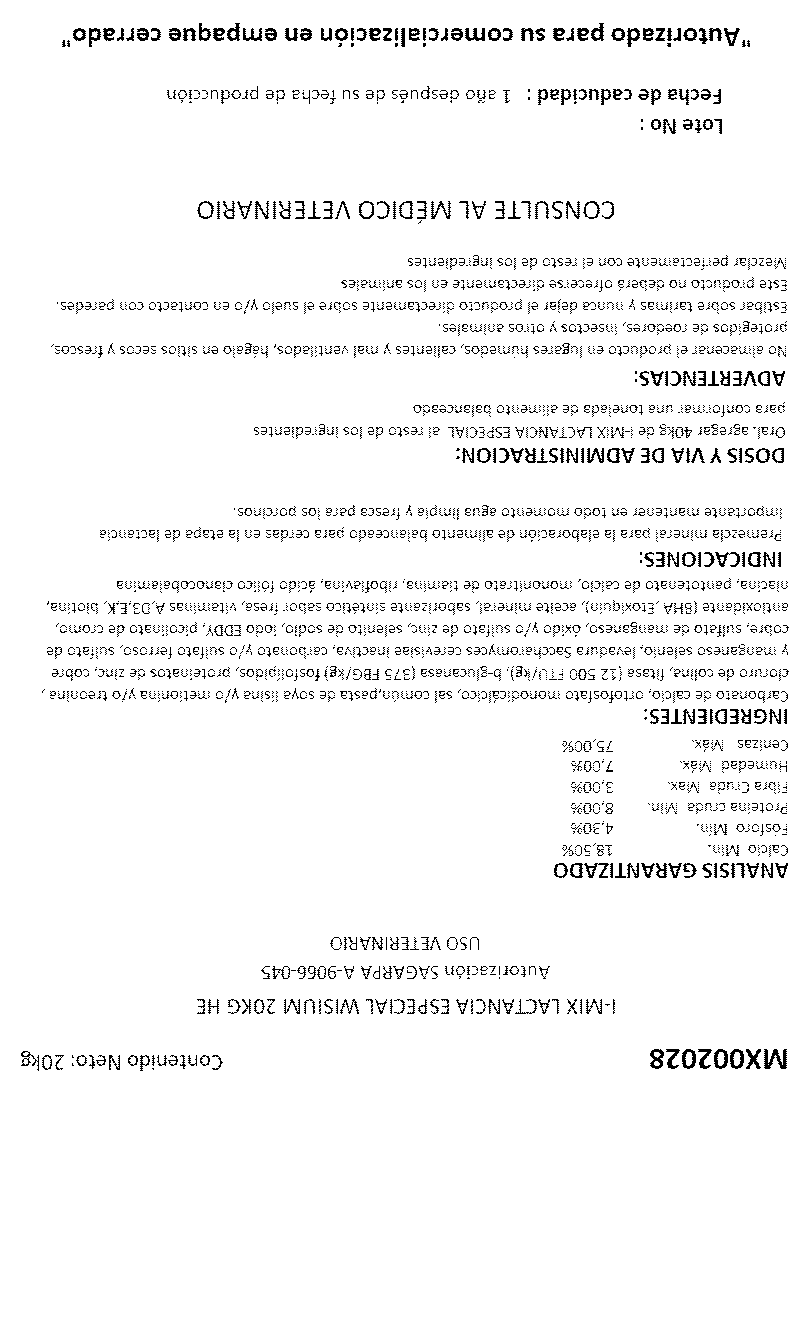 MX002028
Contenido Neto: 20kg
I-MIX LACTANCIA ESPECIAL WISIUM 20KG HE
Autorización SAGARPA A-9066-045
USO VETERINARIO
ANALISIS GARANTIZADO
Calcio Min. 18,50%
Fósforo Mín. 4,30%
Proteina cruda Min. 8,00%
Fibra Cruda Max. 3,00%
Humedad Máx. 7,00%
Cenizas Máx. 75,00%
INGREDIENTES:
Carbonato de calcio, ortofosfato monodicálcico, sal común,pasta de soya lisina y/o metionina y/o treonina ,
cloruro de colina, fitasa (12 500 FTU/kg), b-glucanasa (375 FBG/kg) fosfolipidos, proteinatos de zinc, cobre
y manganeso selenio, levadura Saccharomyces cerevisiae inactiva, carbonato y/o sulfato ferroso, sulfato de
cobre, sulfato de manganeso, óxido y/o sulfato de zinc, selenito de sodio, iodo EDDY, picolinato de cromo,
antioxidante (BHA ,Etoxiquin), aceite mineral, saborizante sintético sabor fresa, vitaminas A,D3,E,K, biotina,
niacina, pantotenato de calcio, mononitrato de tiamina, riboflavina, ácido fólico cianocobalamina
INDICACIONES:
Premezcla mineral para la elaboración de alimento balanceado para cerdas en la etapa de lactancia
Importante mantener en todo momento agua limpia y fresca para los porcinos.
DOSIS Y VIA DE ADMINISTRACION:
Oral. agregar 40kg de I-MIX LACTANCIA ESPECIAL al resto de los ingredientes
para conformar una tonelada de alimento balanceado
ADVERTENCIAS:
No almacenar el producto en lugares húmedos, calientes y mal ventilados, hágalo en sitios secos y frescos,
protegidos de roedores, insectos y otros animales.
Estibar sobre tarimas y nunca dejar el producto directamente sobre el suelo y/o en contacto con paredes.
Este producto no deberá ofrecerse directamente en los animales
Mezclar perfectamente con el resto de los ingredientes
CONSULTE AL MÉDICO VETERINARIO
Lote No :
Fecha de caducidad : 1 año después de su fecha de producción
"Autorizado para su comercialización en empaque cerrado"